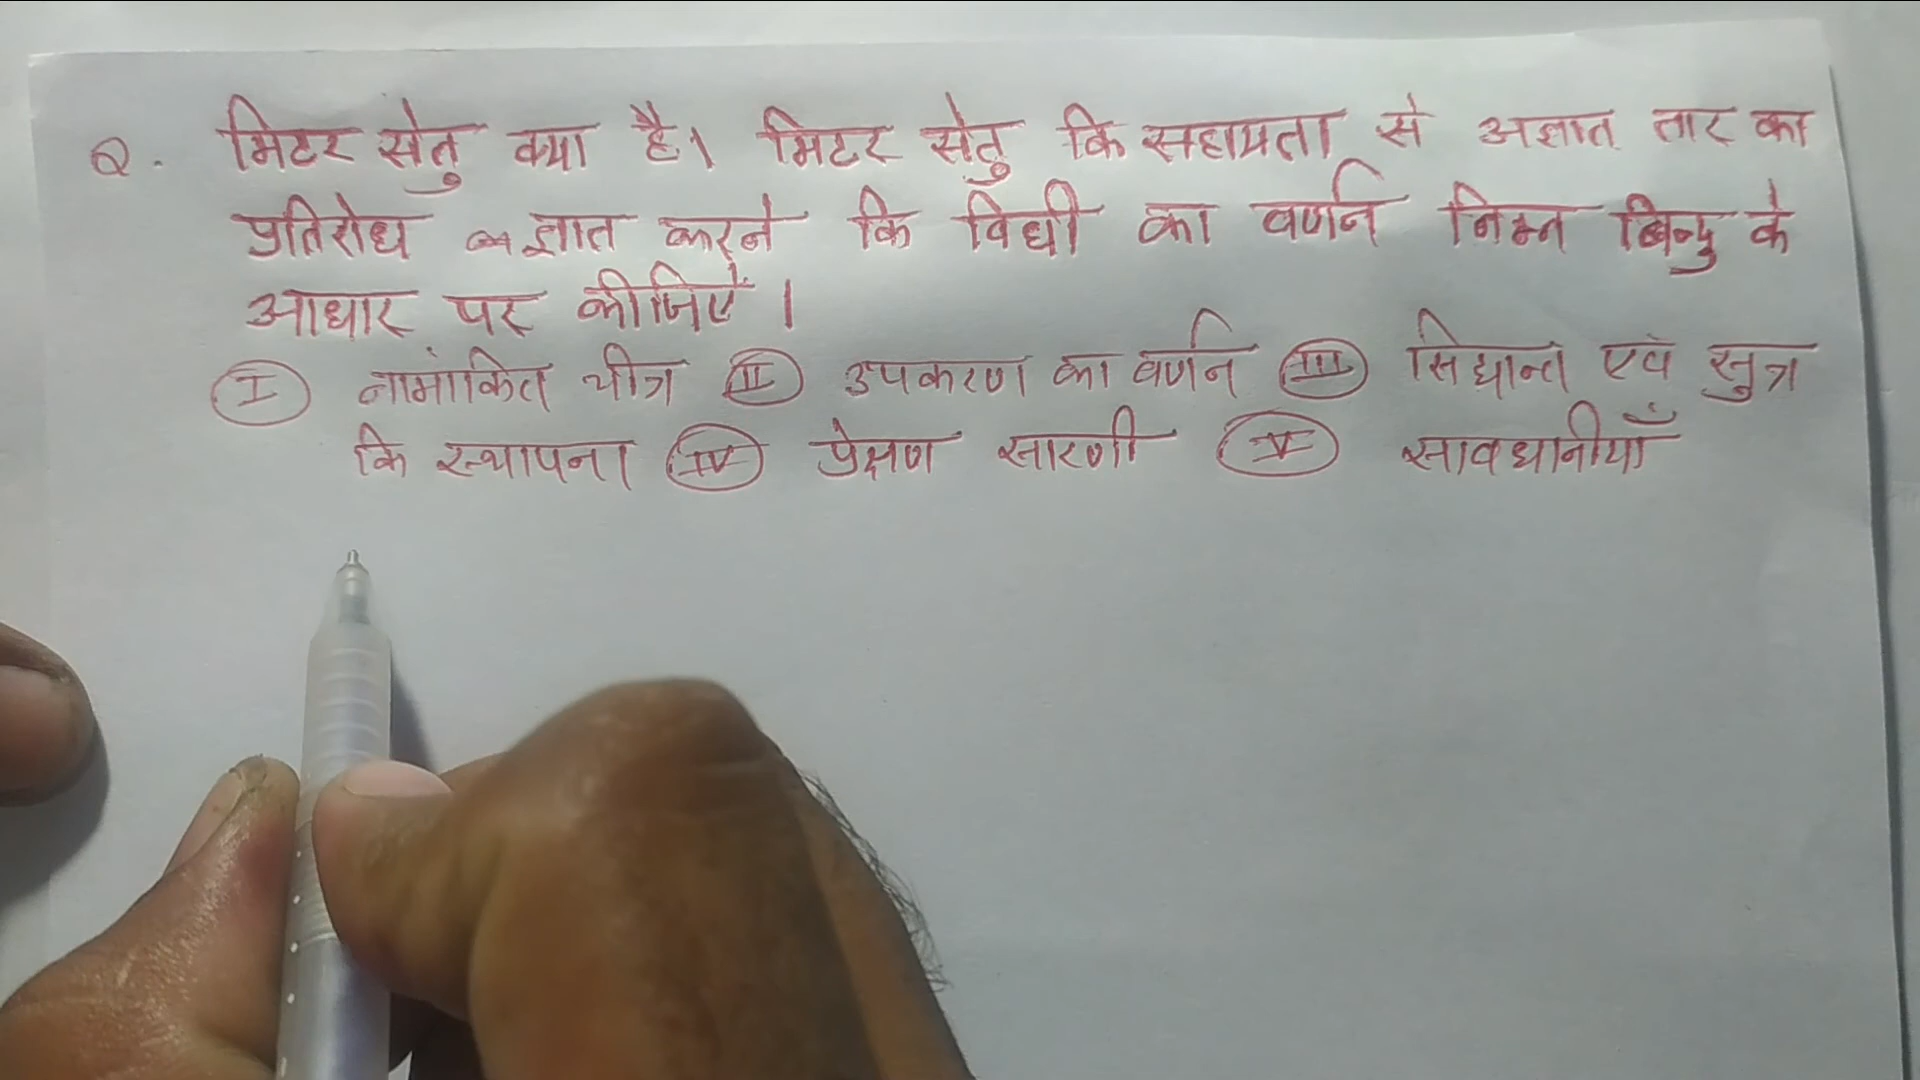 Q. मिटर सेतु क्या है। मिटर सेतु कि सहायता से अज्ञात तार का
प्रतिरोध ज्ञात करने कि विधी का वर्णन निम्न बिन्दु के
आधार पर कीजिएँ ।
(I) नामांकित चीत्र (II) उपकरण का वर्णन (III) सिद्यान्त एवं सुत्र
कि स्थापना (IV) प्रेक्षण सारणी (V) सावधानीयाँ